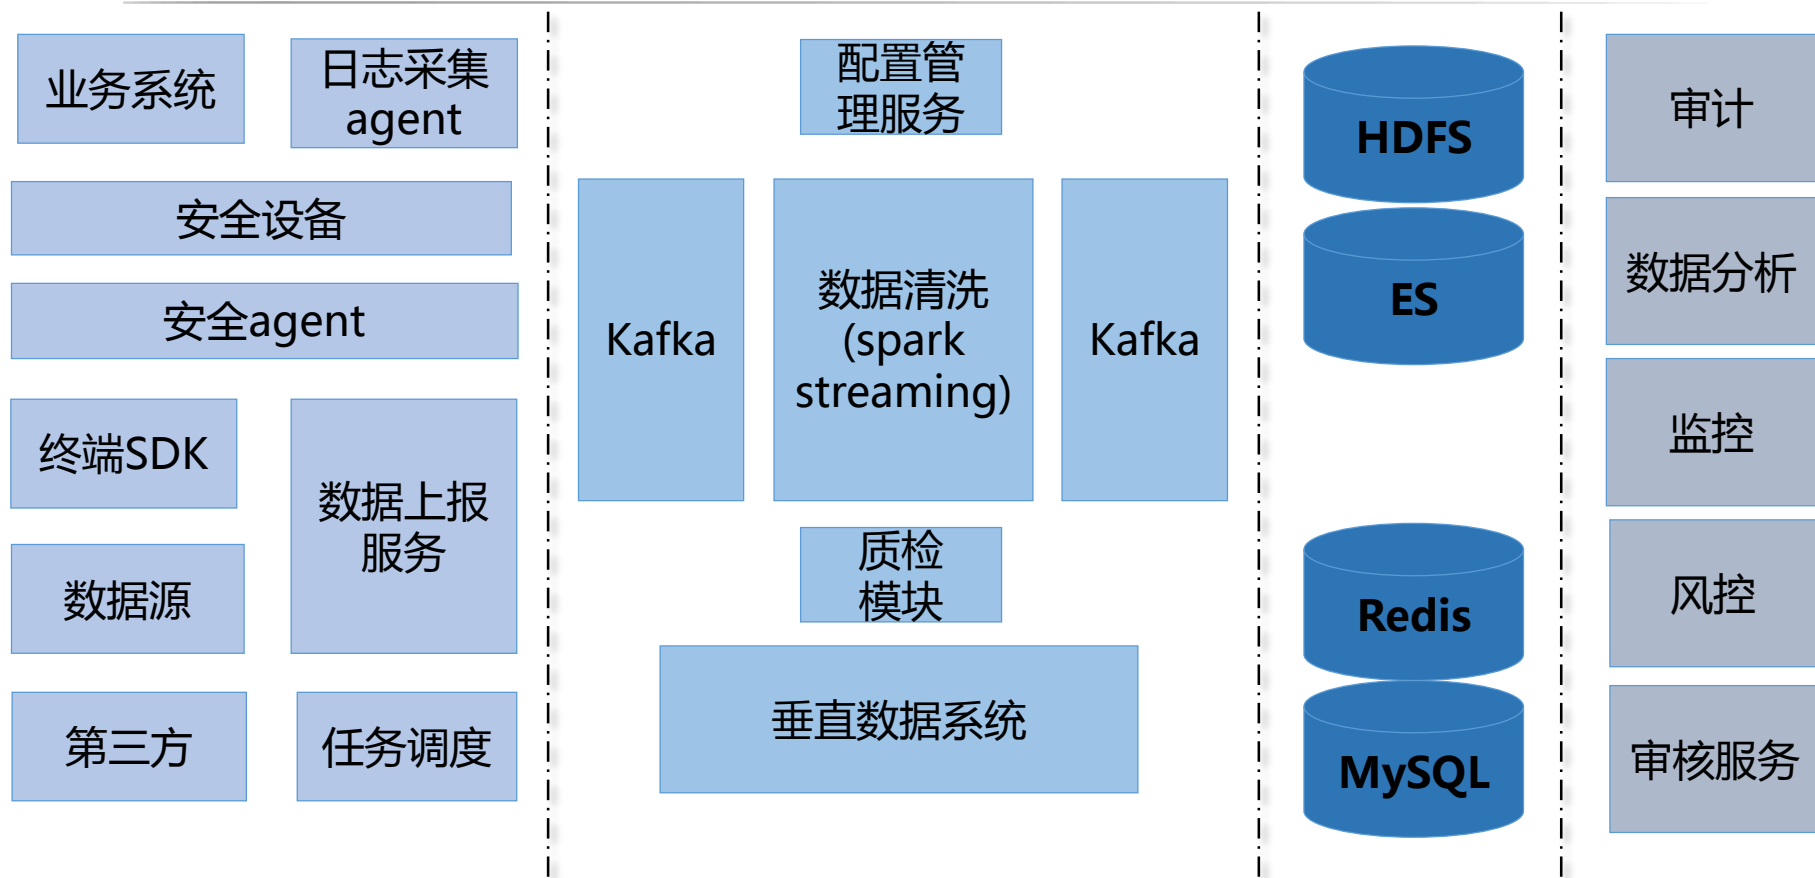 业务系统
日志采集
agent
安全设备
安全agent
终端SDK
数据上报
服务
数据源
第三方
任务调度
配置管
理服务
Kafka
数据清洗
(spark
streaming)
Kafka
质检
模块
垂直数据系统
HDFS
ES
Redis
MySQL
审计
数据分析
监控
风控
审核服务